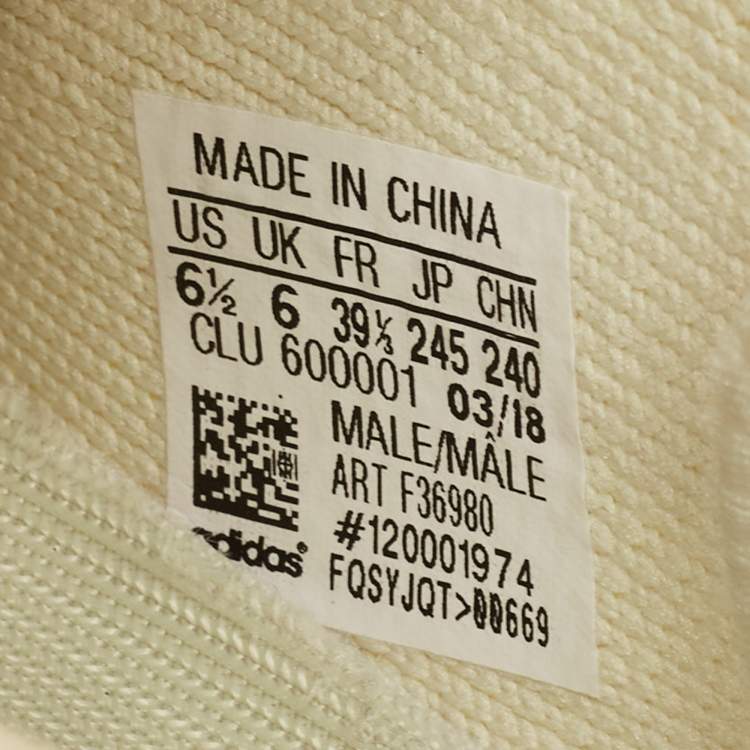 MADE IN CHINA
US UK FR JP CHN
6½ 6 39⅓ 245 240
CLU 600001 03/18
MALE/MÂLE
ART F36980
#120001974
FQSYJQT>00669
adidas®